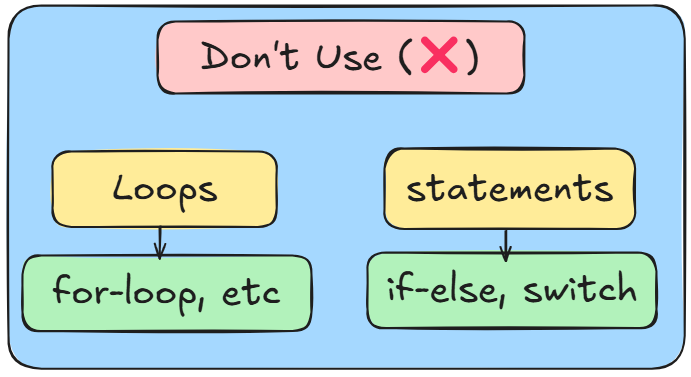 Don't Use (❌)
Loops
statements
for-loop, etc
if-else, switch